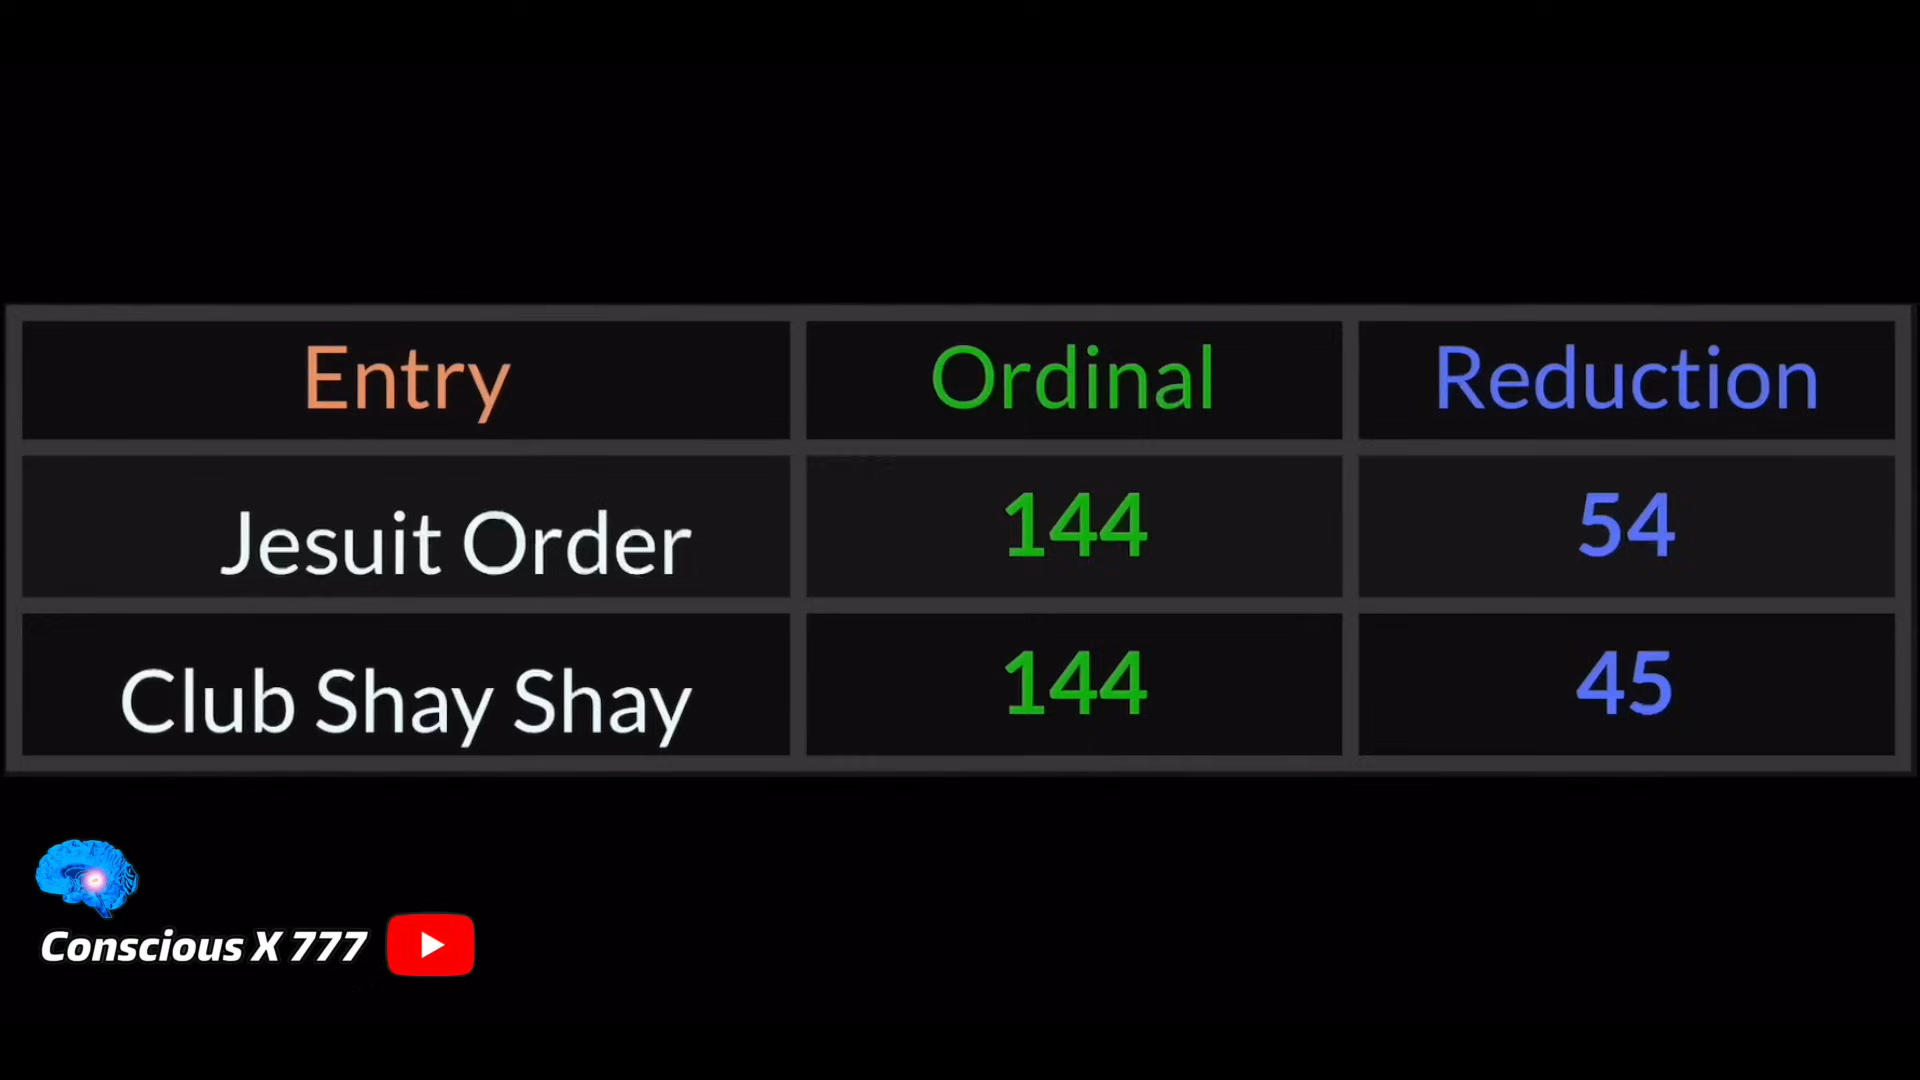 Entry Ordinal Reduction
Jesuit Order 144 54
Club Shay Shay 144 45
Conscious X 777